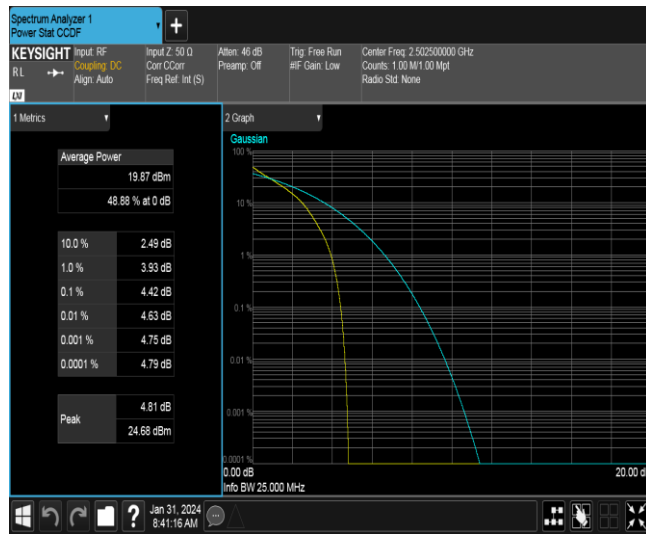 Spectrum Analyzer 1
Power Stat CCDF
+
KEYSIGHT
RL
LXI
Input: RF
Coupling: DC
Align: Auto
Input Z: 50 Ω
Corr CCorr
Freq Ref: Int (S)
Atten: 46 dB
Preamp: Off
Trig: Free Run
#IF Gain: Low
Center Freq: 2.502500000 GHz
Counts: 1.00 M/1.00 Mpt
Radio Std: None
1 Metrics
Average Power
19.87 dBm
48.88 % at 0 dB
10.0 % 2.49 dB
1.0 % 3.93 dB
0.1 % 4.42 dB
0.01 % 4.63 dB
0.001 % 4.75 dB
0.0001 % 4.79 dB
Peak
4.81 dB
24.68 dBm
2 Graph
Gaussian
100 %
10 %
1 %
0.1 %
0.01 %
0.001 %
0.0001 %
0.00 dB
20.00 d
Info BW 25.000 MHz
?
Jan 31, 2024
8:41:16 AM